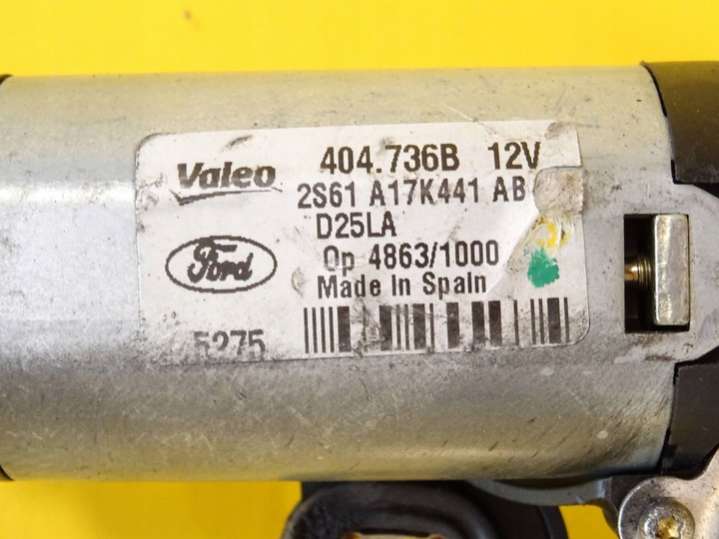 Valeo 404.736B 12V
2S61 A17K441 AB
D25LA
Ford Op 4863/1000
Made In Spain
5275